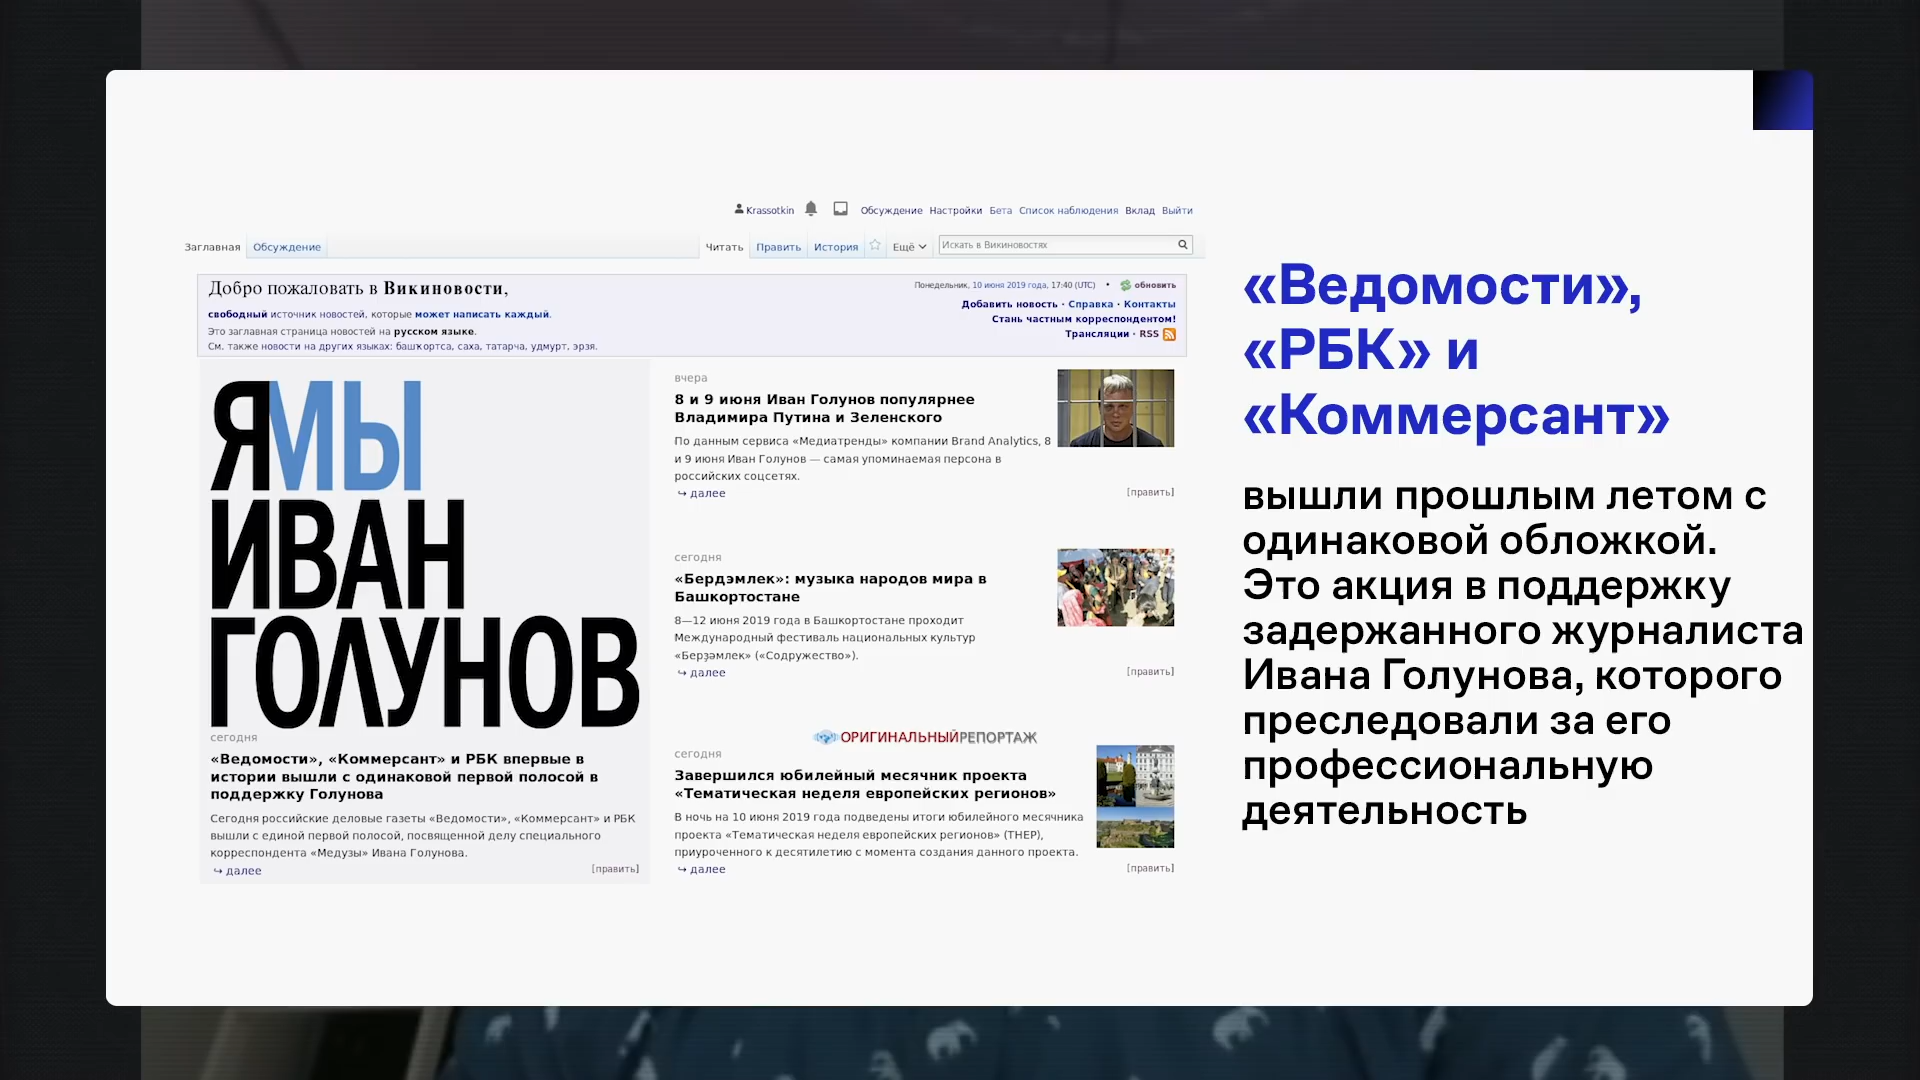 Krassotkin Обсуждение Настройки Бета Список наблюдения Вклад Выйти
Заглавная Обсуждение Читать Править История Ещё Искать в Викиновостях
Добро пожаловать в Викиновости,
свободный источник новостей, которые может написать каждый.
Это заглавная страница новостей на русском языке.
См. также новости на других языках: башҡортса, саха, татарча, удмурт, эрзя.
Понедельник, 10 июня 2019 года, 17:40 (UTC) • обновить
Добавить новость · Справка · Контакты
Стань частным корреспондентом!
Трансляции · RSS
ЯМЫ
ИВАН
ГОЛУНОВ
сегодня
«Ведомости», «Коммерсант» и РБК впервые в
истории вышли с одинаковой первой полосой в
поддержку Голунова
Сегодня российские деловые газеты «Ведомости», «Коммерсант» и РБК
вышли с единой первой полосой, посвященной делу специального
корреспондента «Медузы» Ивана Голунова.
↪ далее [править]
вчера
8 и 9 июня Иван Голунов популярнее
Владимира Путина и Зеленского
По данным сервиса «Медиатренды» компании Brand Analytics, 8
и 9 июня Иван Голунов — самая упоминаемая персона в
российских соцсетях.
↪ далее [править]
сегодня
«Бердэмлек»: музыка народов мира в
Башкортостане
8—12 июня 2019 года в Башкортостане проходит
Международный фестиваль национальных культур
«Берҙәмлек» («Содружество»).
↪ далее [править]
ОРИГИНАЛЬНЫЙРЕПОРТАЖ
сегодня
Завершился юбилейный месячник проекта
«Тематическая неделя европейских регионов»
В ночь на 10 июня 2019 года подведены итоги юбилейного месячника
проекта «Тематическая неделя европейских регионов» (ТНЕР),
приуроченного к десятилетию с момента создания данного проекта.
↪ далее [править]
«Ведомости»,
«РБК» и
«Коммерсант»
вышли прошлым летом с
одинаковой обложкой.
Это акция в поддержку
задержанного журналиста
Ивана Голунова, которого
преследовали за его
профессиональную
деятельность